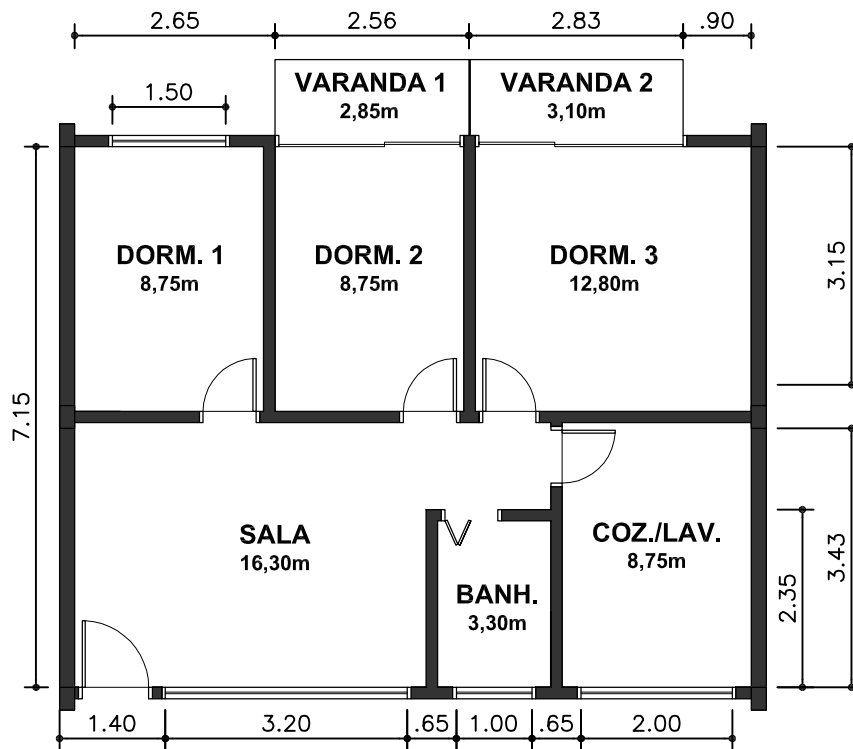 2.65 2.56 2.83 .90
VARANDA 1
2,85m
VARANDA 2
3,10m
1.50
DORM. 1
8,75m
DORM. 2
8,75m
DORM. 3
12,80m
3.15
7.15
SALA
16,30m
COZ./LAV.
8,75m
BANH.
3,30m
2.35
3.43
1.40 3.20 .65 1.00 .65 2.00